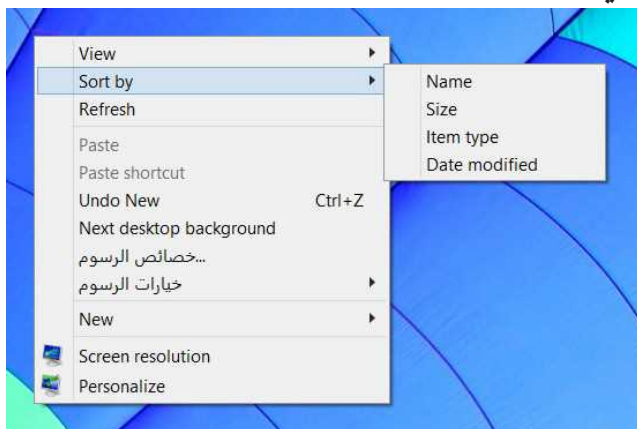 View
Sort by
Refresh
Paste
Paste shortcut
Undo New Ctrl+Z
Next desktop background
خصائص الرسوم...
خيارات الرسوم
New
Screen resolution
Personalize
Name
Size
Item type
Date modified